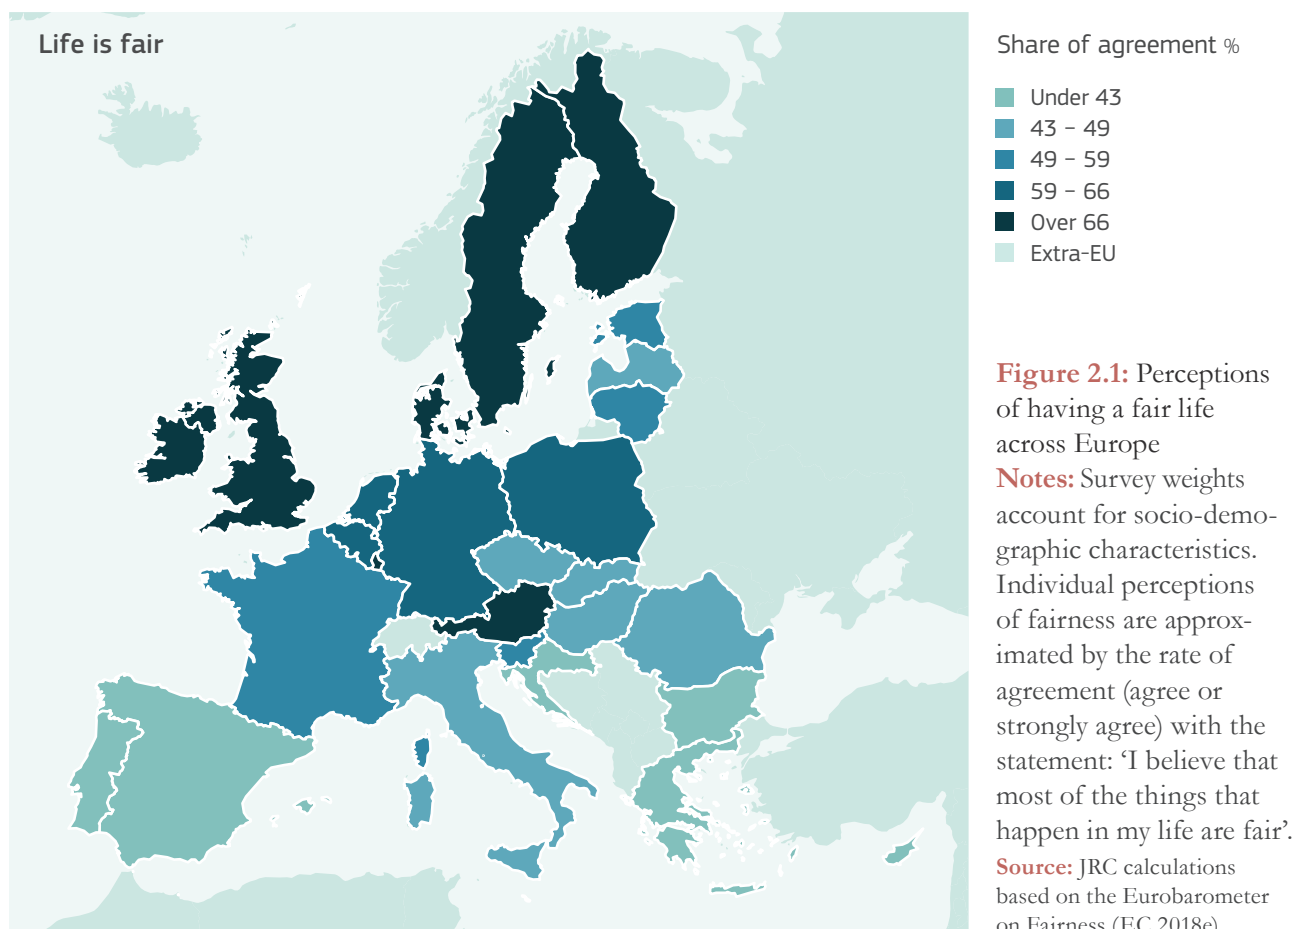 Life is fair
Share of agreement %
Under 43
43 – 49
49 – 59
59 – 66
Over 66
Extra-EU
Figure 2.1: Perceptions
of having a fair life
across Europe
Notes: Survey weights
account for socio-demo-
graphic characteristics.
Individual perceptions
of fairness are approx-
imated by the rate of
agreement (agree or
strongly agree) with the
statement: ‘I believe that
most of the things that
happen in my life are fair’.
Source: JRC calculations
based on the Eurobarometer
on Fairness (EC 2018e)